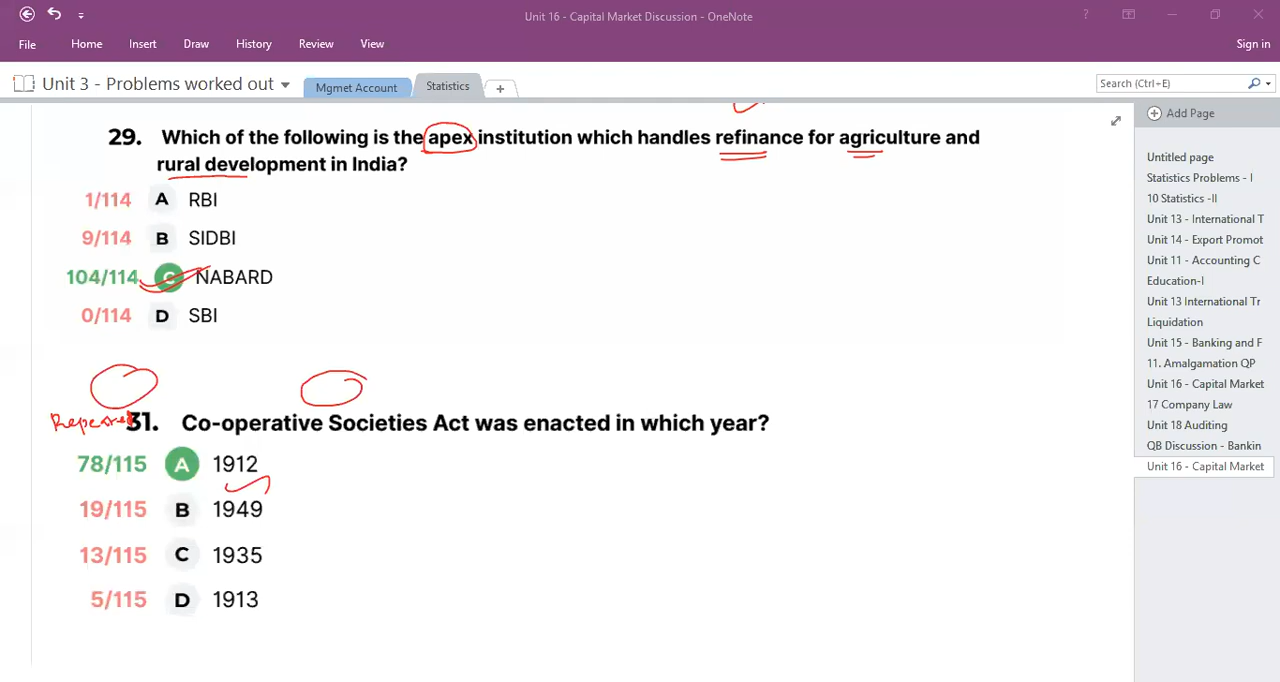 Unit 16 - Capital Market Discussion - OneNote
?
File Home Insert Draw History Review View
Sign in
Unit 3 - Problems worked out
Mgmet Account
Statistics
+
Search (Ctrl+E)
Add Page
29. Which of the following is the apex institution which handles refinance for agriculture and
rural development in India?
1/114 A RBI
9/114 B SIDBI
104/114 C NABARD
0/114 D SBI
31. Co-operative Societies Act was enacted in which year?
78/115 A 1912
19/115 B 1949
13/115 C 1935
5/115 D 1913
Untitled page
Statistics Problems - I
10 Statistics -II
Unit 13 - International T
Unit 14 - Export Promot
Unit 11 - Accounting C
Education-I
Unit 13 International Tr
Liquidation
Unit 15 - Banking and F
11. Amalgamation QP
Unit 16 - Capital Market
17 Company Law
Unit 18 Auditing
QB Discussion - Bankin
Unit 16 - Capital Market